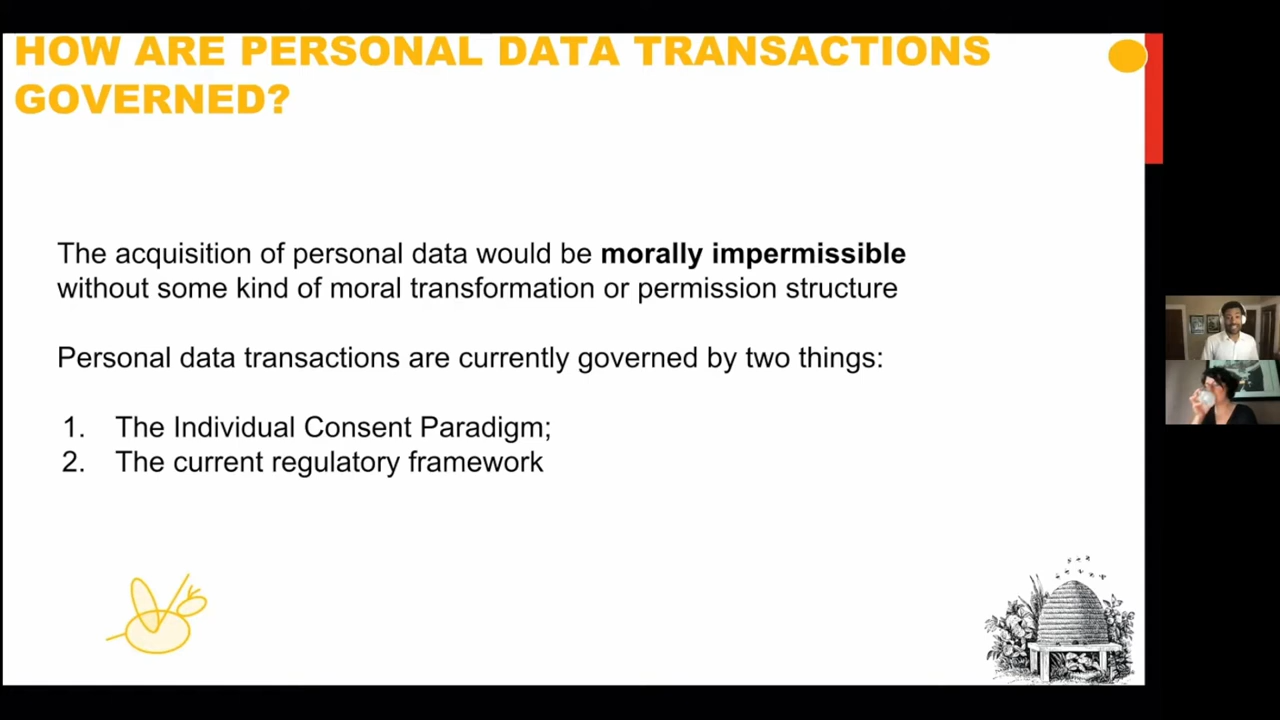 HOW ARE PERSONAL DATA TRANSACTIONS
GOVERNED?
The acquisition of personal data would be morally impermissible
without some kind of moral transformation or permission structure
Personal data transactions are currently governed by two things:
1. The Individual Consent Paradigm;
2. The current regulatory framework